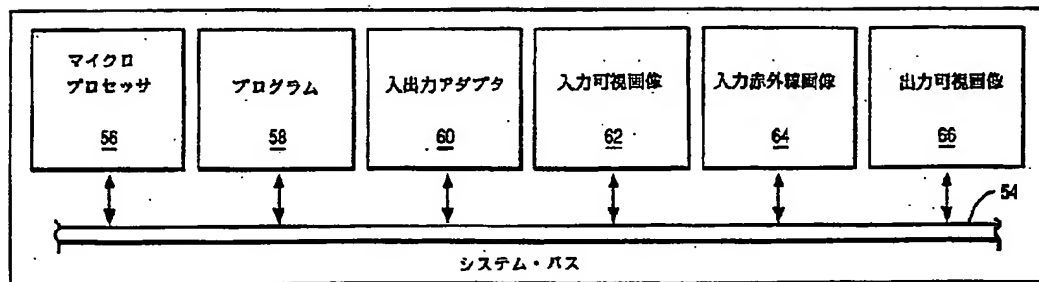 マイクロ
プロセッサ
56
プログラム
58
入出力アダプタ
60
入力可視画像
62
入力赤外線画像
64
出力可視画像
66
54
システム・バス